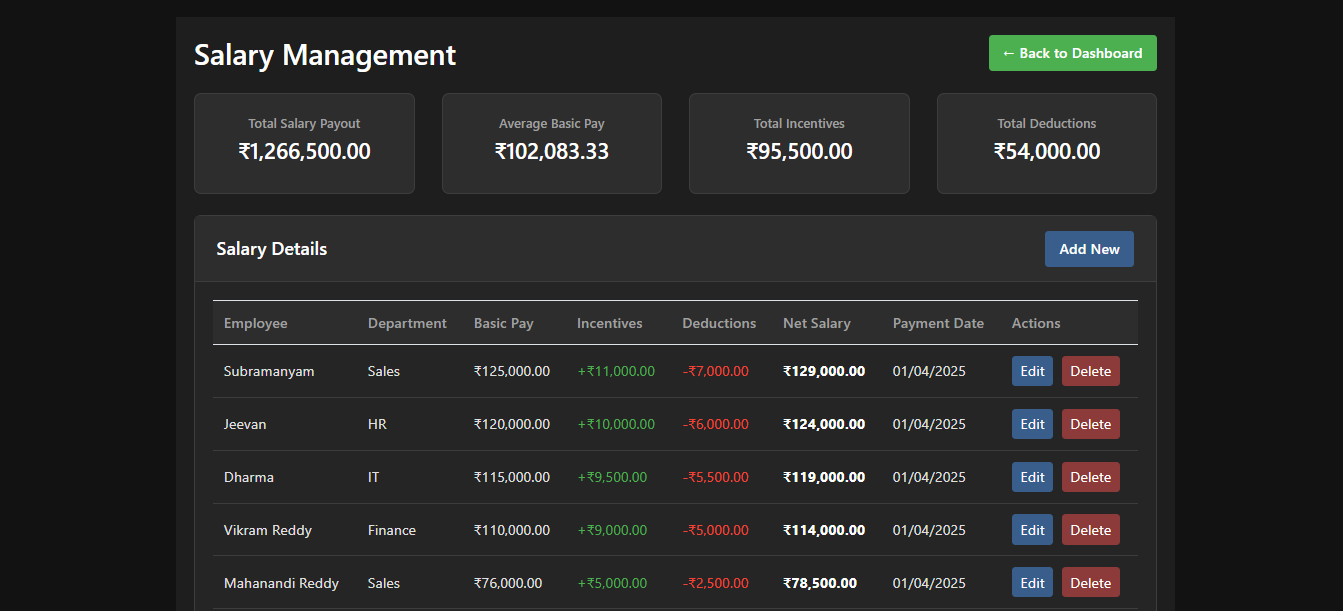 Salary Management
← Back to Dashboard
Total Salary Payout
₹1,266,500.00
Average Basic Pay
₹102,083.33
Total Incentives
₹95,500.00
Total Deductions
₹54,000.00
Salary Details
Add New
Employee Department Basic Pay Incentives Deductions Net Salary Payment Date Actions
Subramanyam Sales ₹125,000.00 +₹11,000.00 -₹7,000.00 ₹129,000.00 01/04/2025 Edit Delete
Jeevan HR ₹120,000.00 +₹10,000.00 -₹6,000.00 ₹124,000.00 01/04/2025 Edit Delete
Dharma IT ₹115,000.00 +₹9,500.00 -₹5,500.00 ₹119,000.00 01/04/2025 Edit Delete
Vikram Reddy Finance ₹110,000.00 +₹9,000.00 -₹5,000.00 ₹114,000.00 01/04/2025 Edit Delete
Mahanandi Reddy Sales ₹76,000.00 +₹5,000.00 -₹2,500.00 ₹78,500.00 01/04/2025 Edit Delete